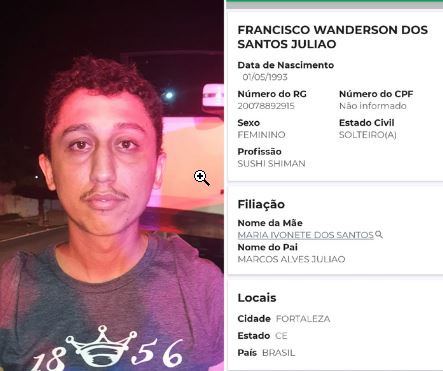 18 56
FRANCISCO WANDERSON DOS
SANTOS JULIAO
Data de Nascimento
01/05/1993
Número do RG Número do CPF
20078892915 Não informado
Sexo Estado Civil
FEMININO SOLTEIRO(A)
Profissão
SUSHI SHIMAN
Filiação
Nome da Mãe
MARIA IVONETE DOS SANTOS
Nome do Pai
MARCOS ALVES JULIAO
Locais
Cidade FORTALEZA
Estado CE
País BRASIL